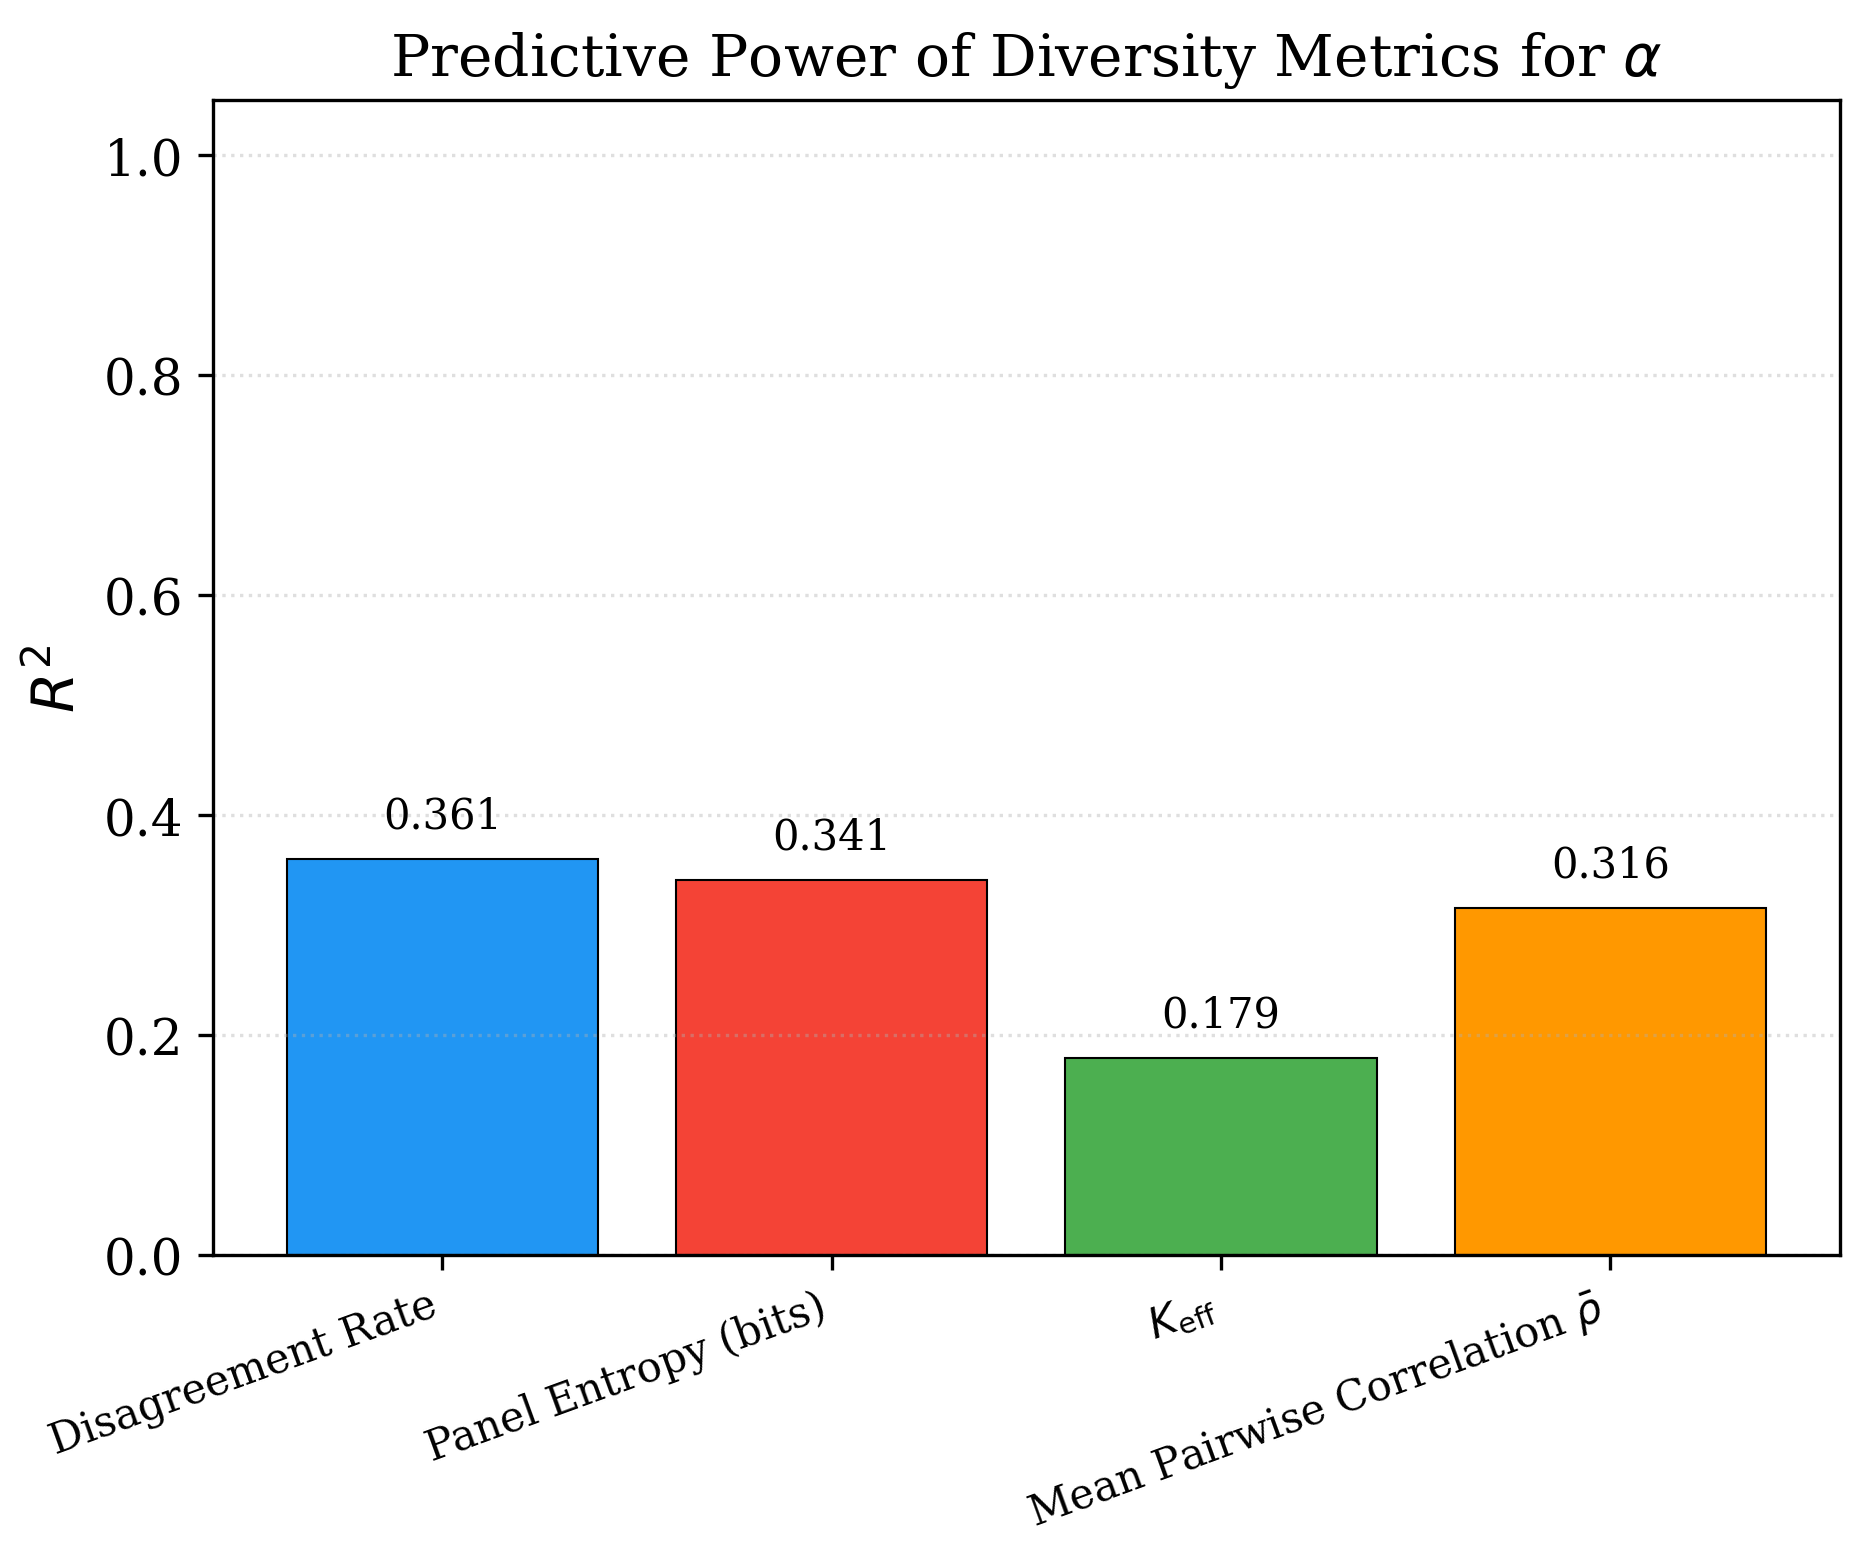 Predictive Power of Diversity Metrics for α
R²
1.0
0.8
0.6
0.4
0.2
0.0
0.361
0.341
0.179
0.316
Disagreement Rate
Panel Entropy (bits)
K_eff
Mean Pairwise Correlation ρ̄